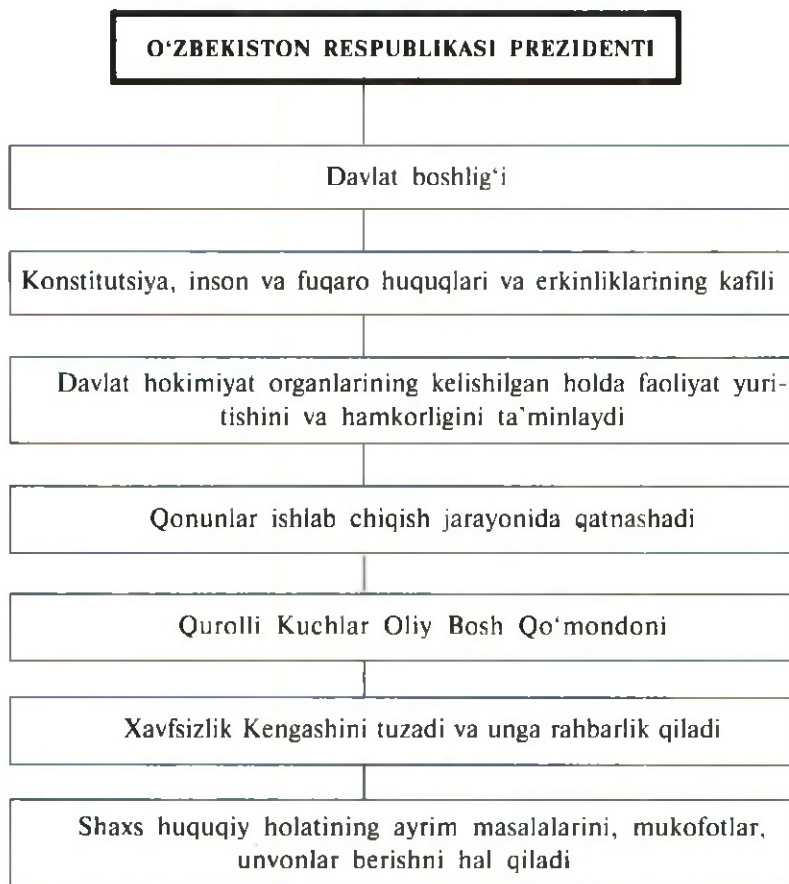 O‘ZBEKISTON RESPUBLIKASI PREZIDENTI
Davlat boshlig‘i
Konstitutsiya, inson va fuqaro huquqlari va erkinliklarining kafili
Davlat hokimiyat organlarining kelishilgan holda faoliyat yuri-
tishini va hamkorligini ta’minlaydi
Qonunlar ishlab chiqish jarayonida qatnashadi
Qurolli Kuchlar Oliy Bosh Qo‘mondoni
Xavfsizlik Kengashini tuzadi va unga rahbarlik qiladi
Shaxs huquqiy holatining ayrim masalalarini, mukofotlar,
unvonlar berishni hal qiladi